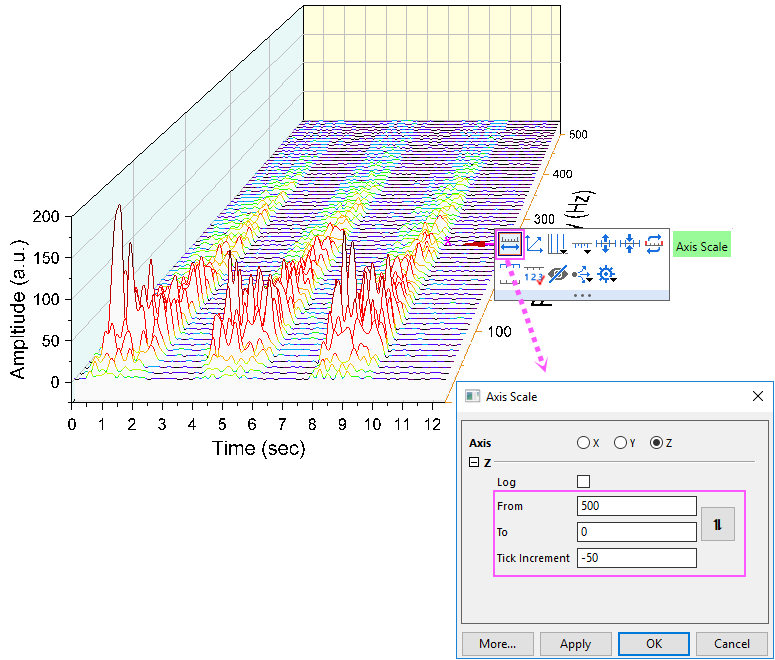 500
400
300
y (Hz)
100
200
150
100
50
0
Amplitiude (a.u.)
0 1 2 3 4 5 6 7 8 9 10 11 12
Time (sec)
Axis Scale
123
Axis Scale
Axis X Y Z
Z
Log
From 500
To 0
Tick Increment -50
More... Apply OK Cancel